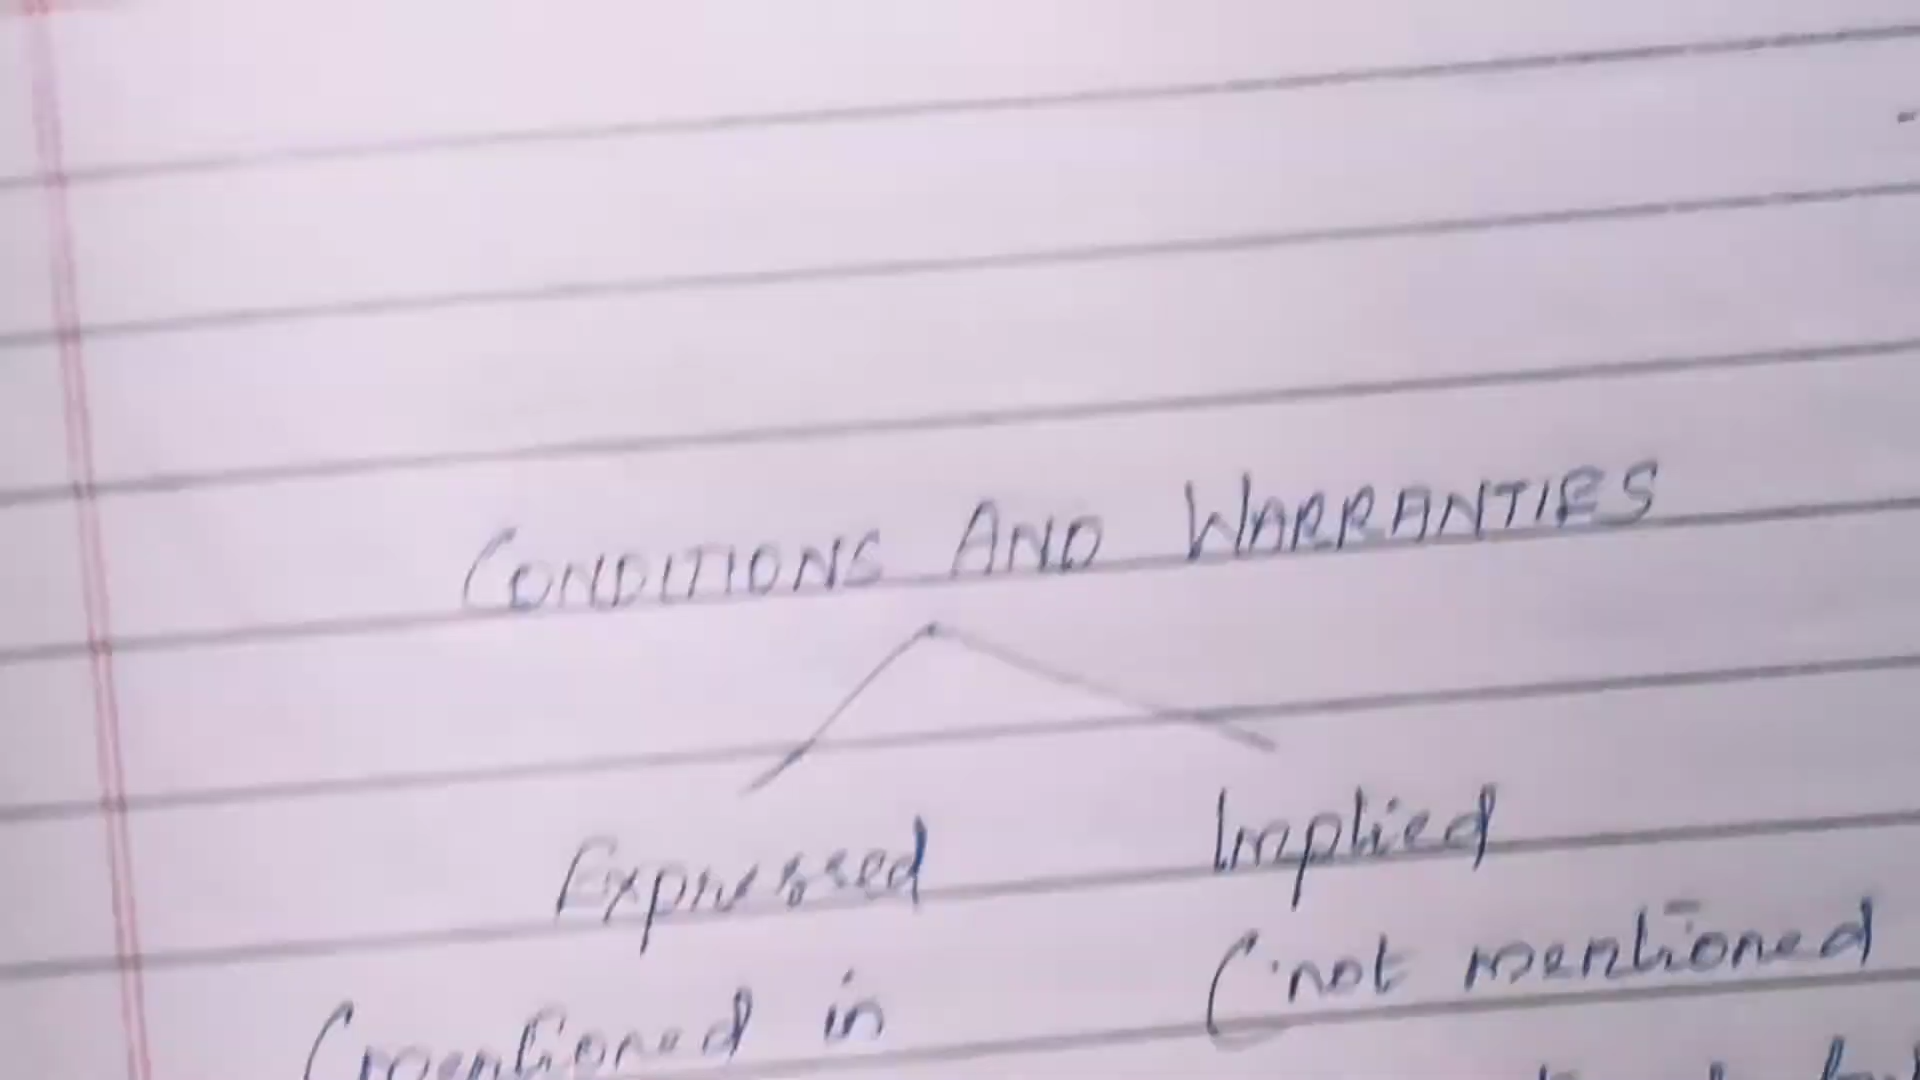 CONDITIONS AND WARRANTIES
Expressed Implied
(mentioned in (not mentioned